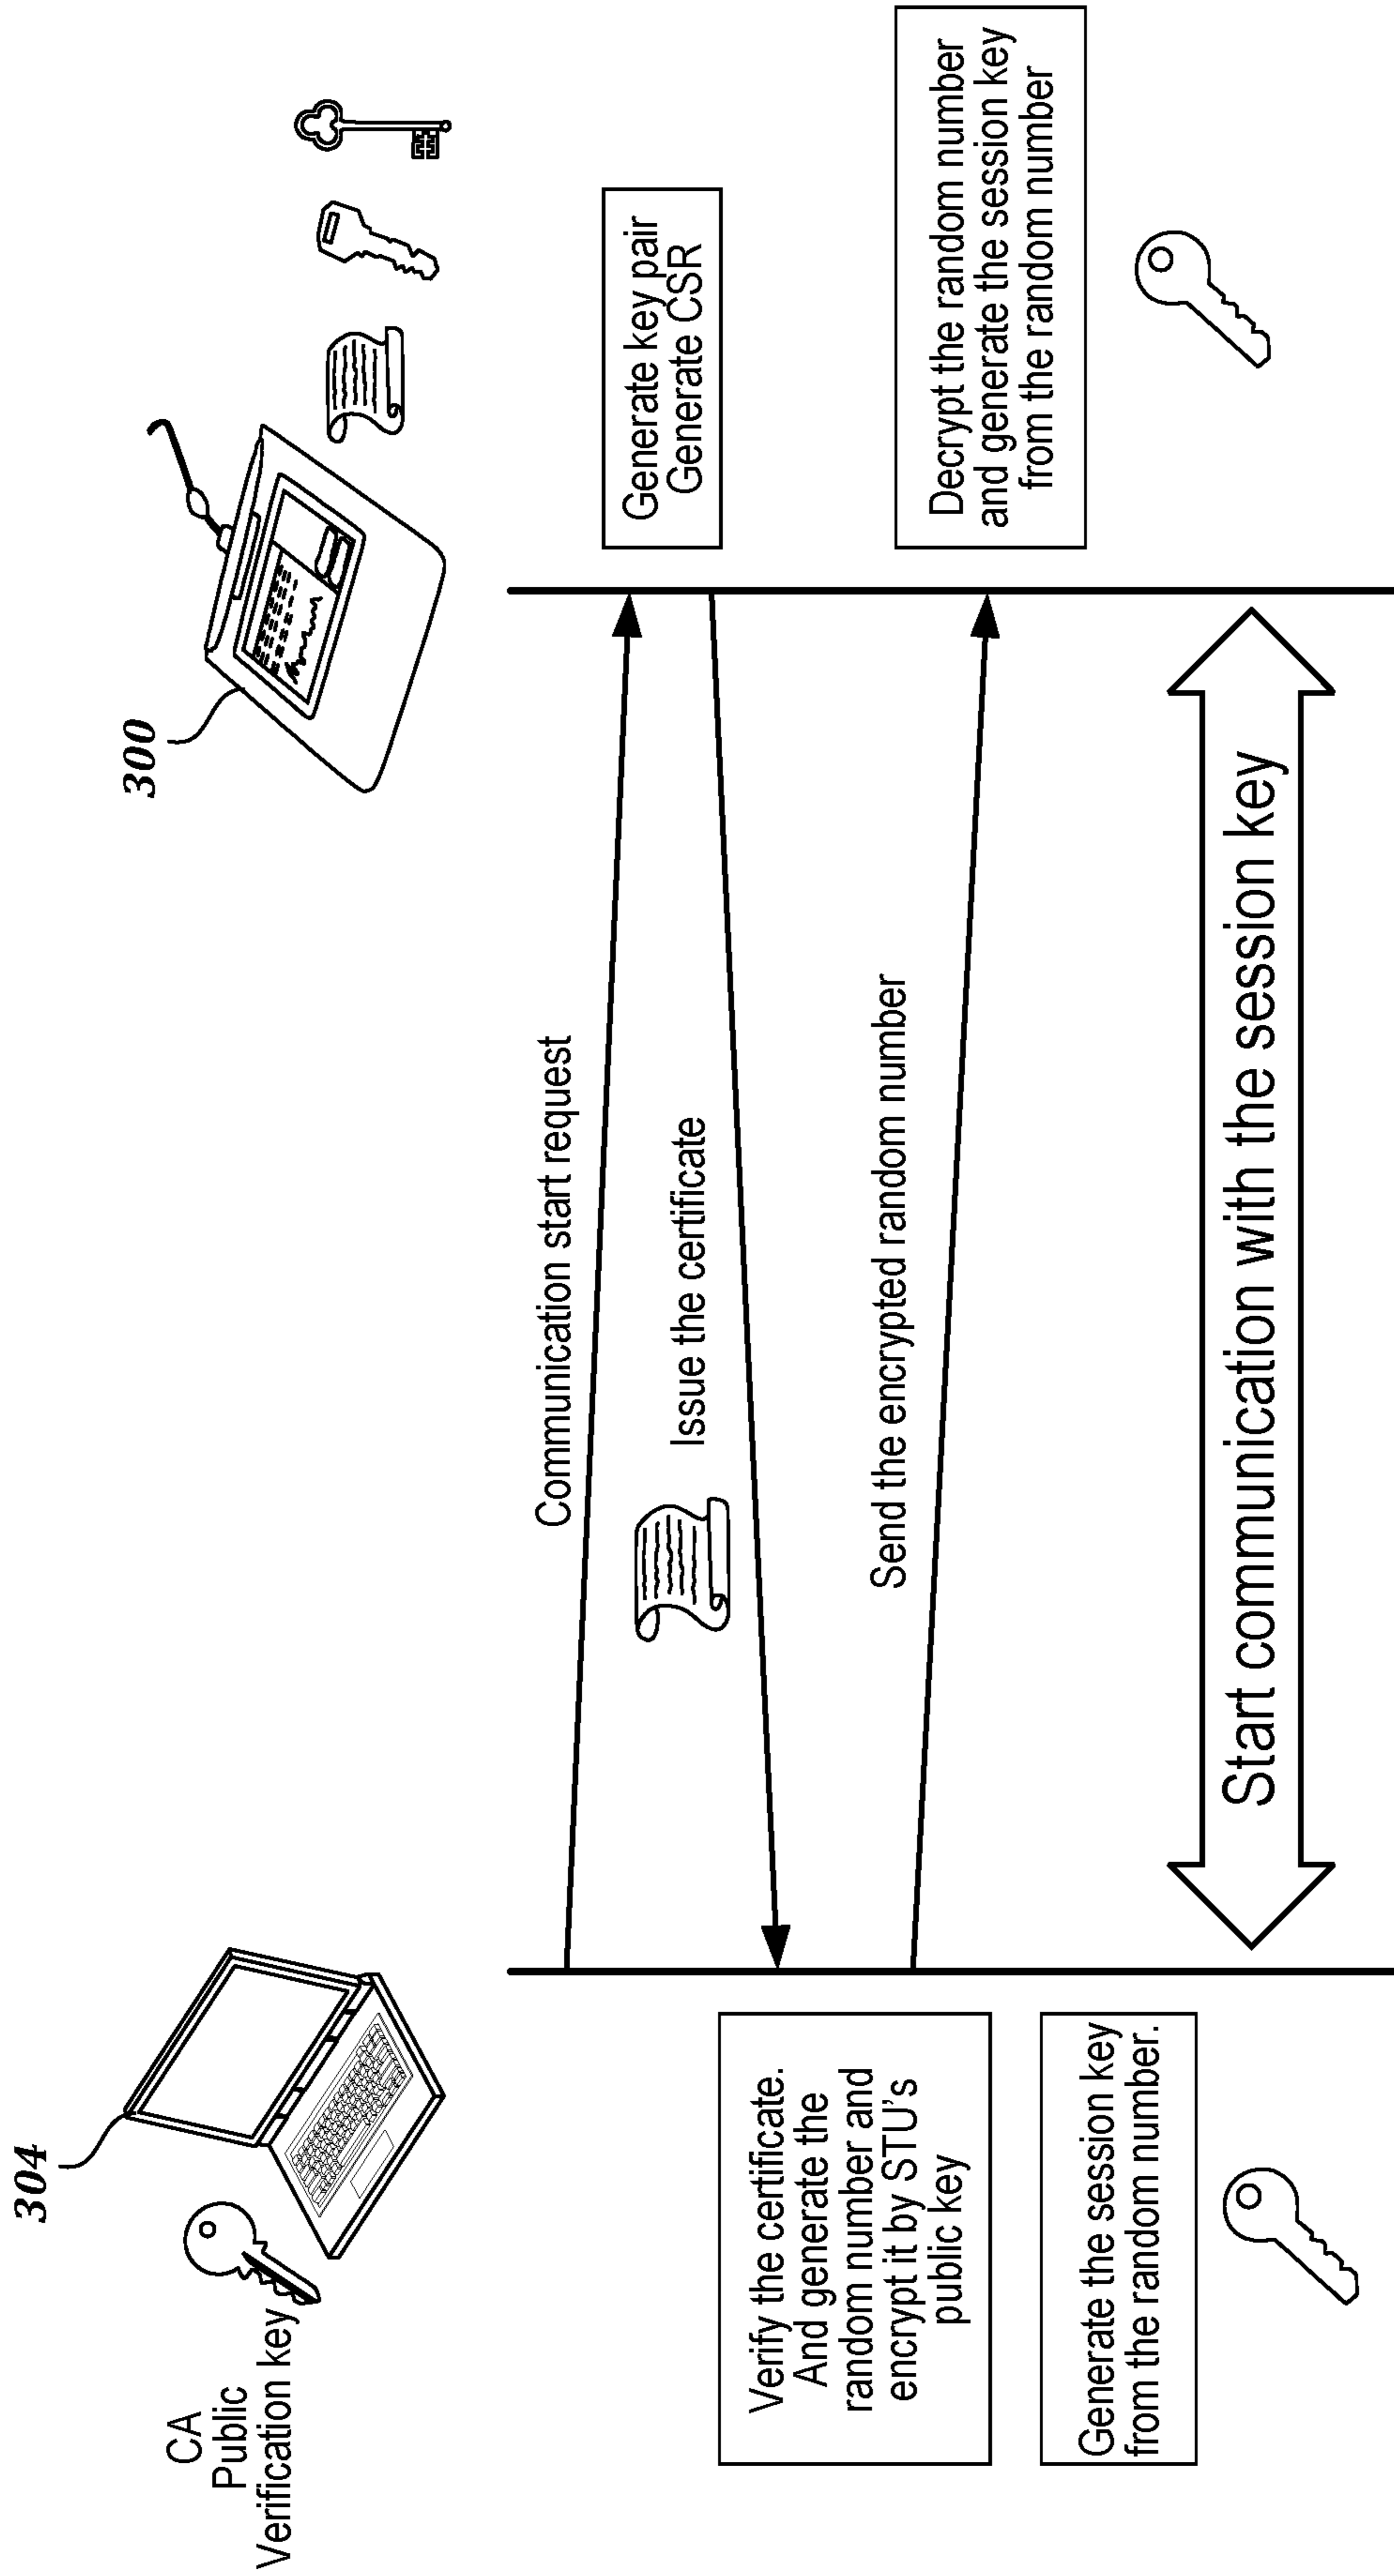 304
300
CA
Public
Verification key
Communication start request
Generate key pair
Generate CSR
Issue the certificate
Verify the certificate.
And generate the
random number and
encrypt it by STU's
public key
Send the encrypted random number
Decrypt the random number
and generate the session key
from the random number
Generate the session key
from the random number.
Start communication with the session key